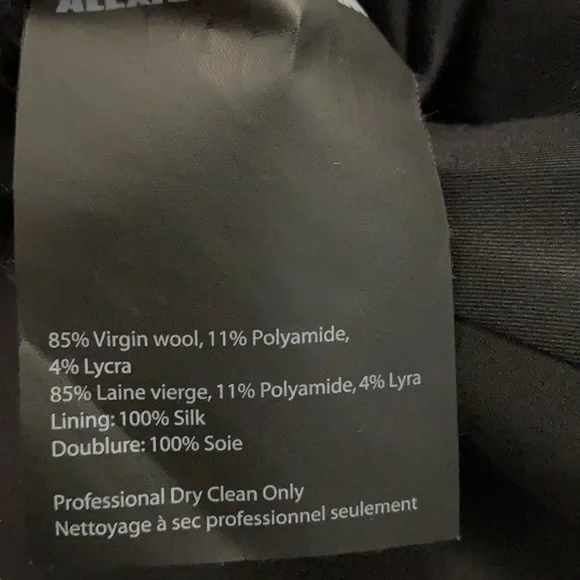 85% Virgin wool, 11% Polyamide,
4% Lycra
85% Laine vierge, 11% Polyamide, 4% Lyra
Lining: 100% Silk
Doublure: 100% Soie
Professional Dry Clean Only
Nettoyage à sec professionnel seulement